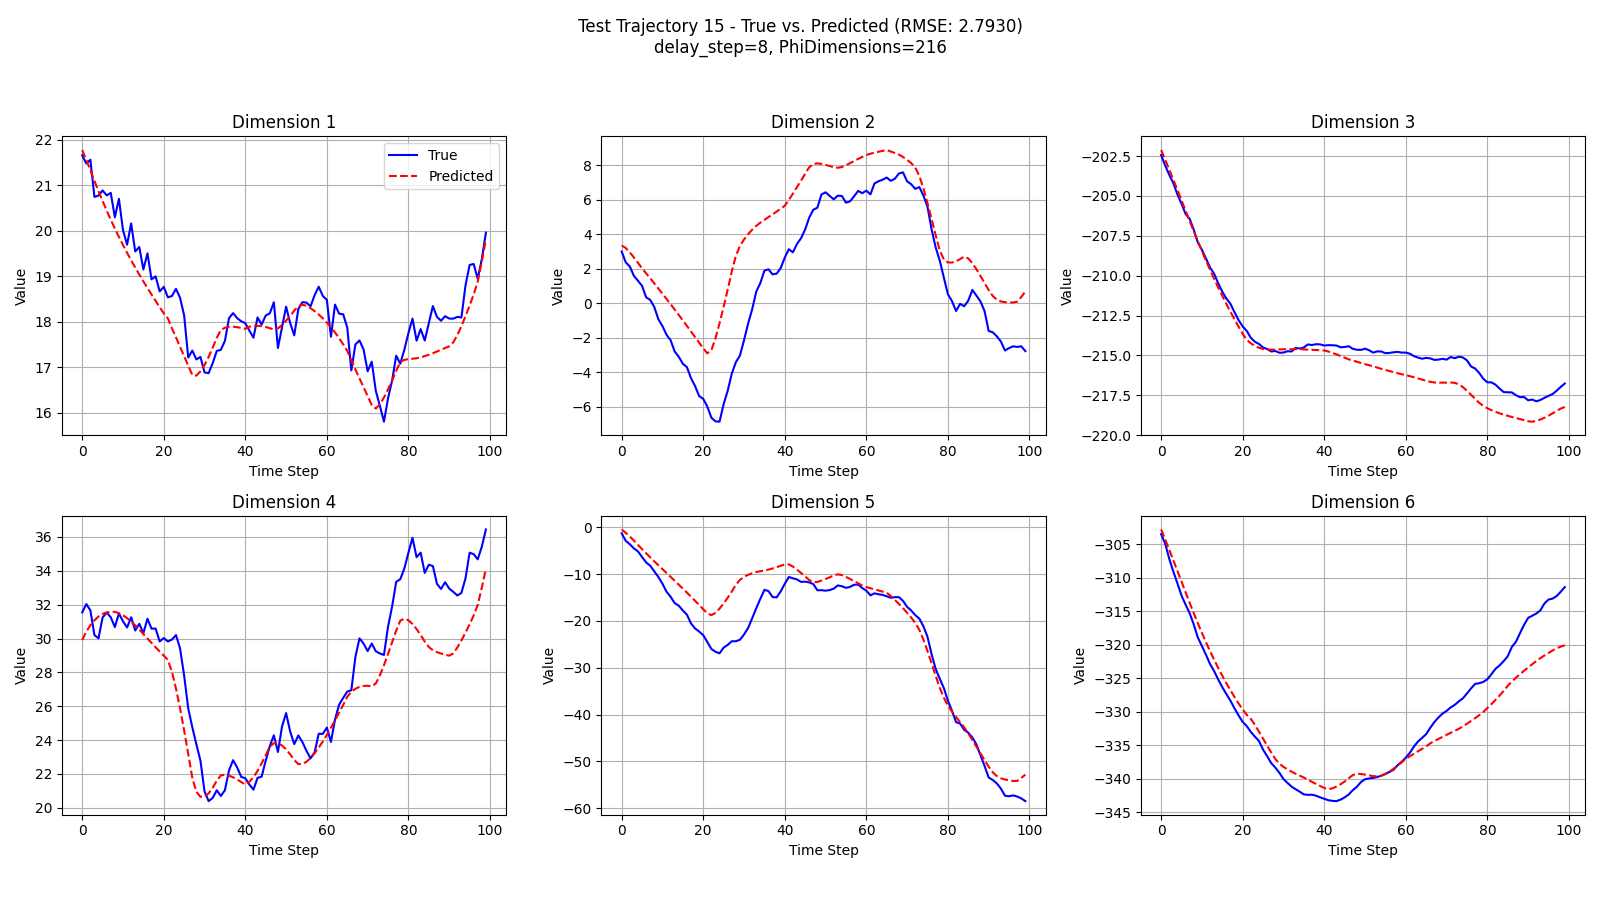 Test Trajectory 15 - True vs. Predicted (RMSE: 2.7930)
delay_step=8, PhiDimensions=216
Dimension 1
22
21
20
19
18
17
16
Value
0 20 40 60 80 100
Time Step
True
Predicted
Dimension 2
8
6
4
2
0
−2
−4
−6
Value
0 20 40 60 80 100
Time Step
Dimension 3
−202.5
−205.0
−207.5
−210.0
−212.5
−215.0
−217.5
−220.0
Value
0 20 40 60 80 100
Time Step
Dimension 4
36
34
32
30
28
26
24
22
20
Value
0 20 40 60 80 100
Time Step
Dimension 5
0
−10
−20
−30
−40
−50
−60
Value
0 20 40 60 80 100
Time Step
Dimension 6
−305
−310
−315
−320
−325
−330
−335
−340
−345
Value
0 20 40 60 80 100
Time Step